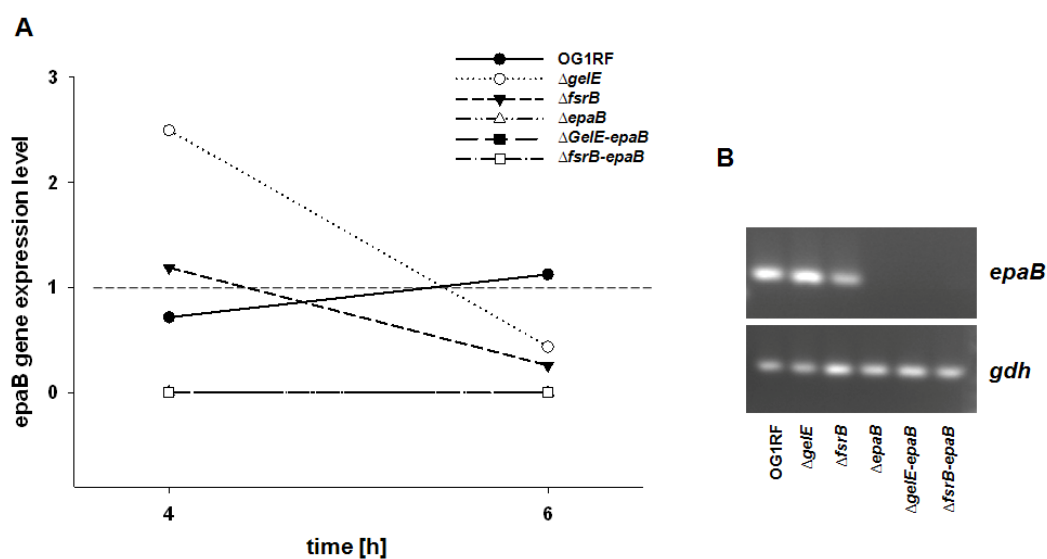 A
OG1RF
ΔgelE
ΔfsrB
ΔepaB
ΔGelE-epaB
ΔfsrB-epaB
3
2
1
0
epaB gene expression level
4
6
time [h]
B
epaB
gdh
OG1RF
ΔgelE
ΔfsrB
ΔepaB
ΔgelE-epaB
ΔfsrB-epaB